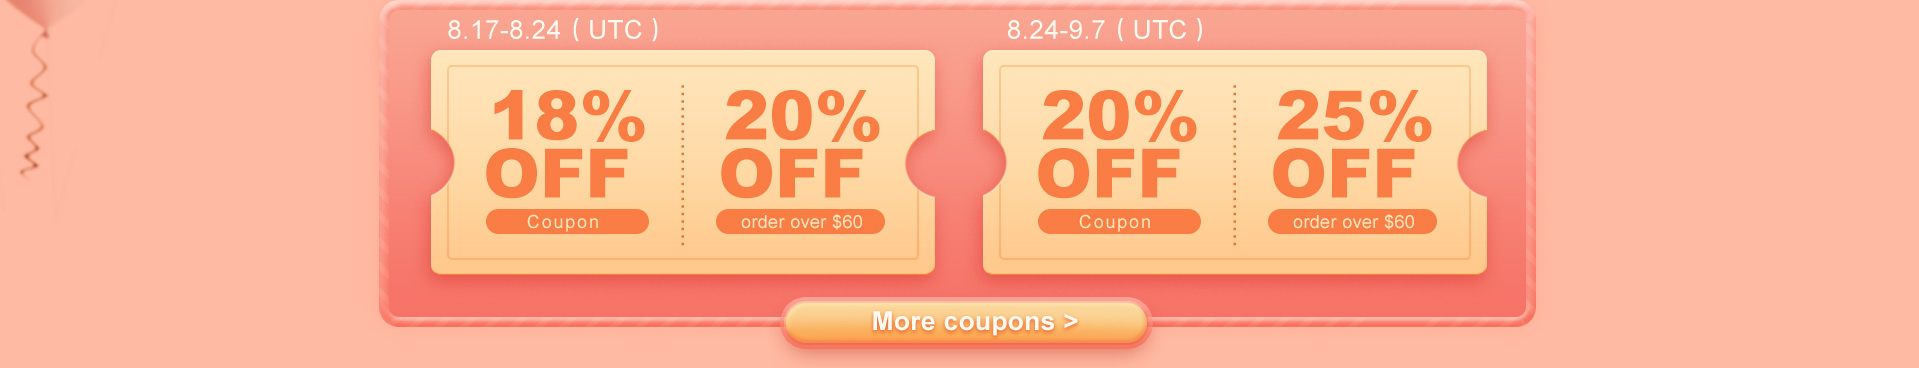 8.17-8.24 ( UTC )
18%
OFF
Coupon
20%
OFF
order over $60
8.24-9.7 ( UTC )
20%
OFF
Coupon
25%
OFF
order over $60
More coupons >